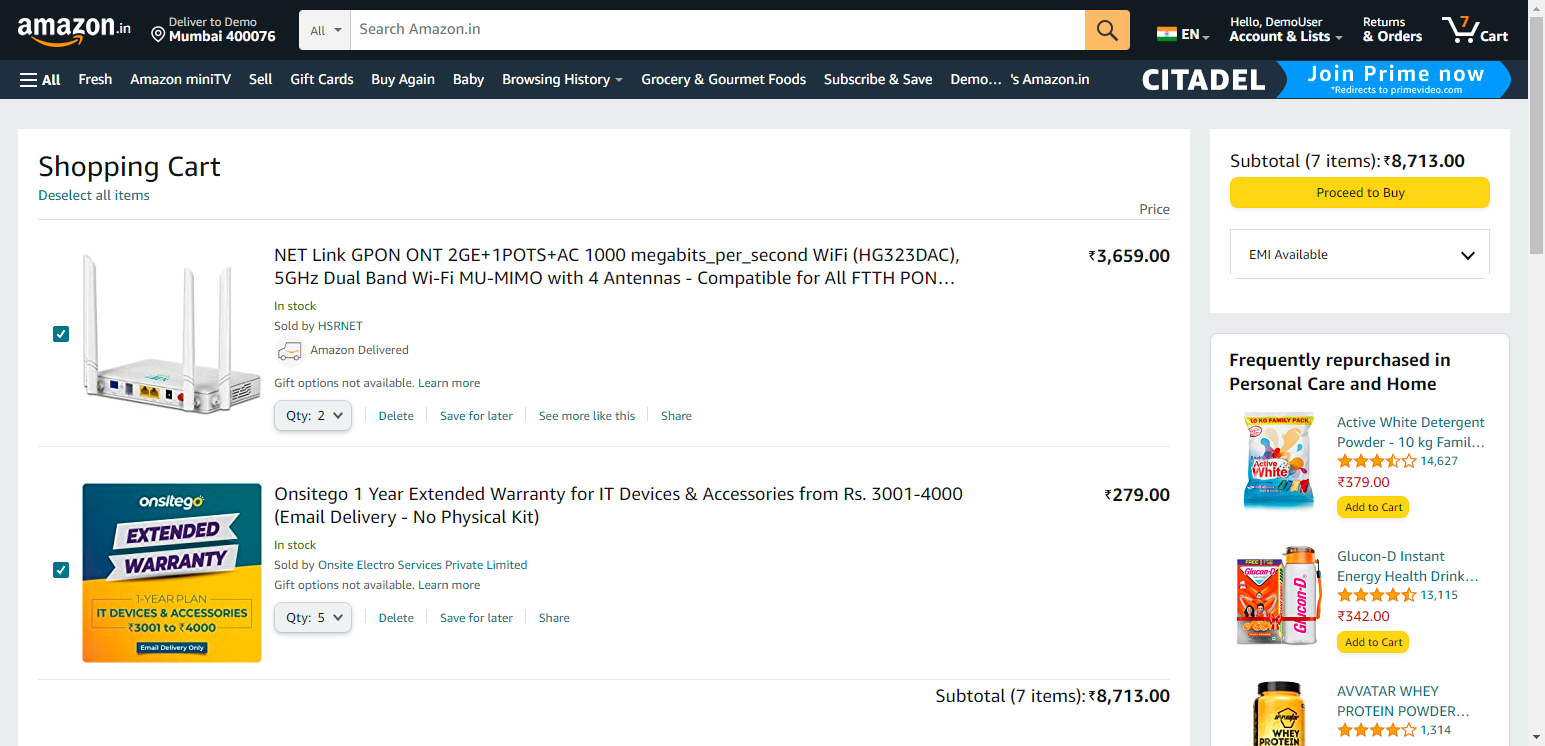 amazon.in
Deliver to Demo
Mumbai 400076
All
Search Amazon.in
EN
Hello, DemoUser
Account & Lists
Returns
& Orders
7
Cart
All
Fresh
Amazon miniTV
Sell
Gift Cards
Buy Again
Baby
Browsing History
Grocery & Gourmet Foods
Subscribe & Save
Demo... 's Amazon.in
CITADEL
Join Prime now
*Redirects to primevideo.com
Shopping Cart
Deselect all items
Price
NET Link GPON ONT 2GE+1POTS+AC 1000 megabits_per_second WiFi (HG323DAC),
5GHz Dual Band Wi-Fi MU-MIMO with 4 Antennas - Compatible for All FTTH PON...
₹3,659.00
In stock
Sold by HSRNET
Amazon Delivered
Gift options not available. Learn more
Qty: 2
Delete
Save for later
See more like this
Share
onsitego
EXTENDED
WARRANTY
1-YEAR PLAN
IT DEVICES & ACCESSORIES
₹3001 to ₹4000
Email Delivery Only
Onsitego 1 Year Extended Warranty for IT Devices & Accessories from Rs. 3001-4000
(Email Delivery - No Physical Kit)
₹279.00
In stock
Sold by Onsite Electro Services Private Limited
Gift options not available. Learn more
Qty: 5
Delete
Save for later
Share
Subtotal (7 items): ₹8,713.00
Subtotal (7 items): ₹8,713.00
Proceed to Buy
EMI Available
Frequently repurchased in
Personal Care and Home
10 KG FAMILY PACK
Active
White
Active White Detergent
Powder - 10 kg Famil...
14,627
₹379.00
Add to Cart
Glucon-D
Glucon-D
Glucon-D Instant
Energy Health Drink...
13,115
₹342.00
Add to Cart
WHEY
PROTEIN
AVVATAR WHEY
PROTEIN POWDER...
1,314